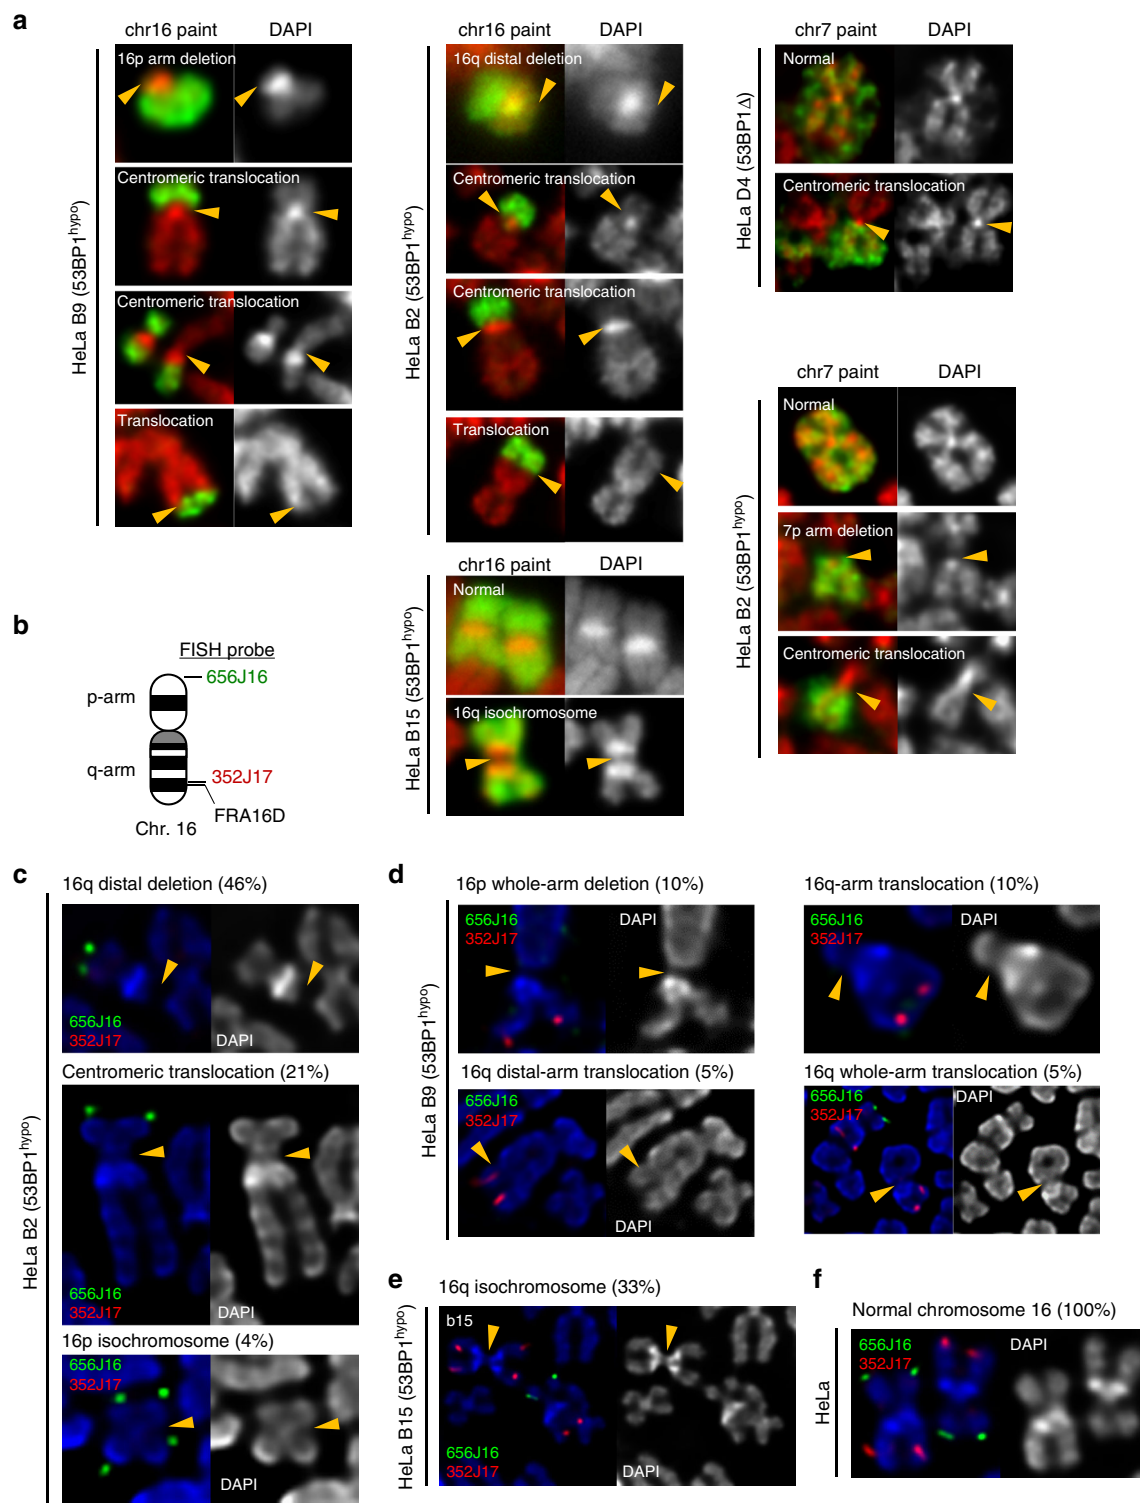 a
chr16 paint DAPI
HeLa B9 (53BP1hypo)
16p arm deletion
Centromeric translocation
Centromeric translocation
Translocation
chr16 paint DAPI
HeLa B2 (53BP1hypo)
16q distal deletion
Centromeric translocation
Centromeric translocation
Translocation
chr16 paint DAPI
HeLa B15 (53BP1hypo)
Normal
16q isochromosome
chr7 paint DAPI
HeLa D4 (53BP1Δ)
Normal
Centromeric translocation
chr7 paint DAPI
HeLa B2 (53BP1hypo)
Normal
7p arm deletion
Centromeric translocation
b
FISH probe
656J16
p-arm
q-arm
352J17
FRA16D
Chr. 16
c
HeLa B2 (53BP1hypo)
16q distal deletion (46%)
656J16
352J17
DAPI
Centromeric translocation (21%)
656J16
352J17
DAPI
16p isochromosome (4%)
656J16
352J17
DAPI
d
HeLa B9 (53BP1hypo)
16p whole-arm deletion (10%)
656J16
352J17
DAPI
16q-arm translocation (10%)
656J16
352J17
DAPI
16q distal-arm translocation (5%)
656J16
352J17
DAPI
16q whole-arm translocation (5%)
656J16
352J17
DAPI
e
HeLa B15 (53BP1hypo)
16q isochromosome (33%)
b15
656J16
352J17
DAPI
f
HeLa
Normal chromosome 16 (100%)
656J16
352J17
DAPI